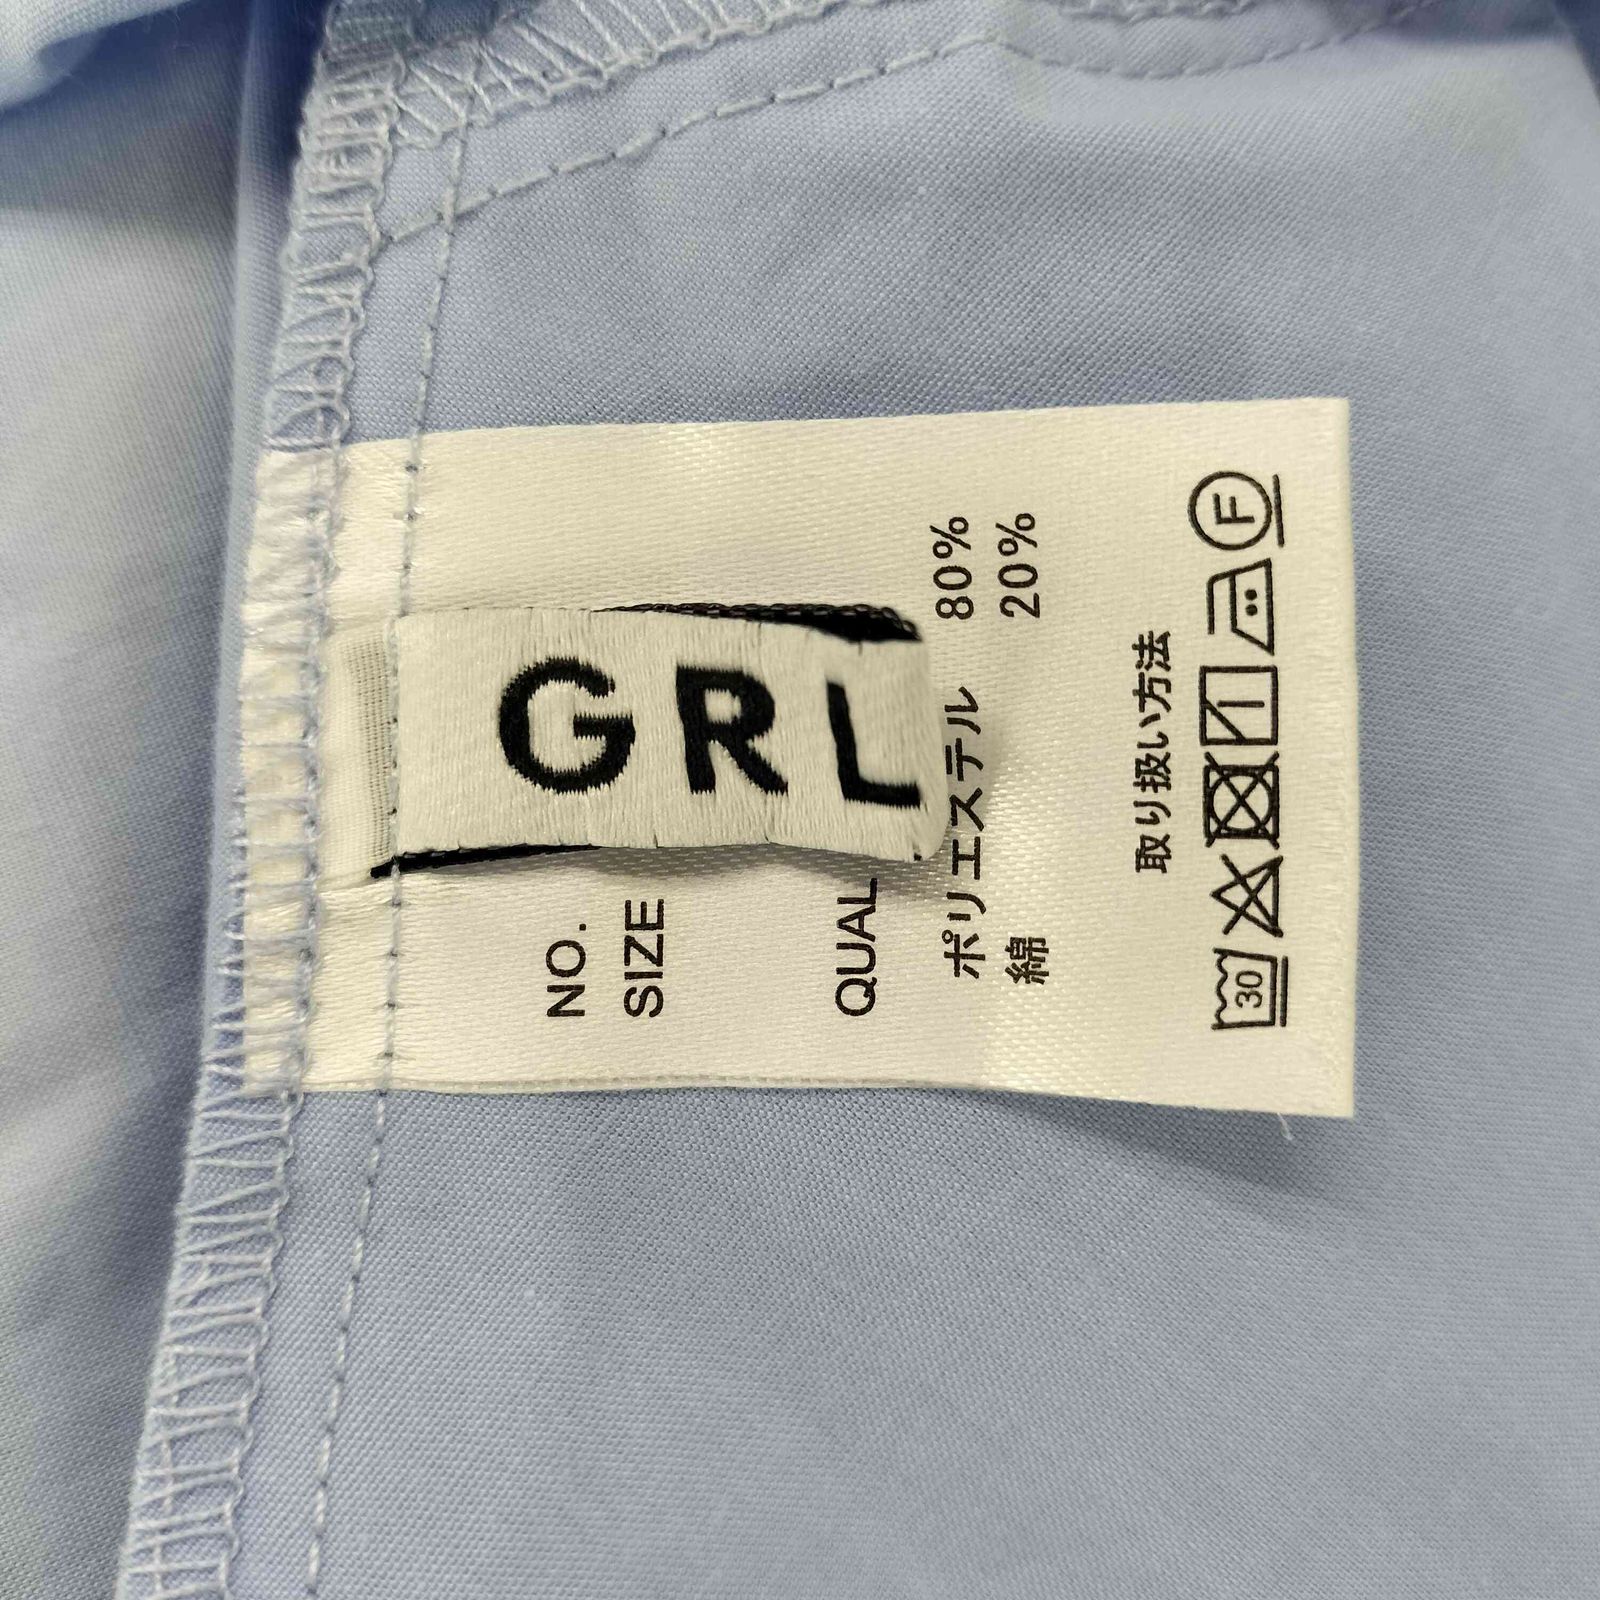 GRL
NO.
SIZE
QUAL
ポリエステル 80%
綿 20%
取り扱い方法
30
F